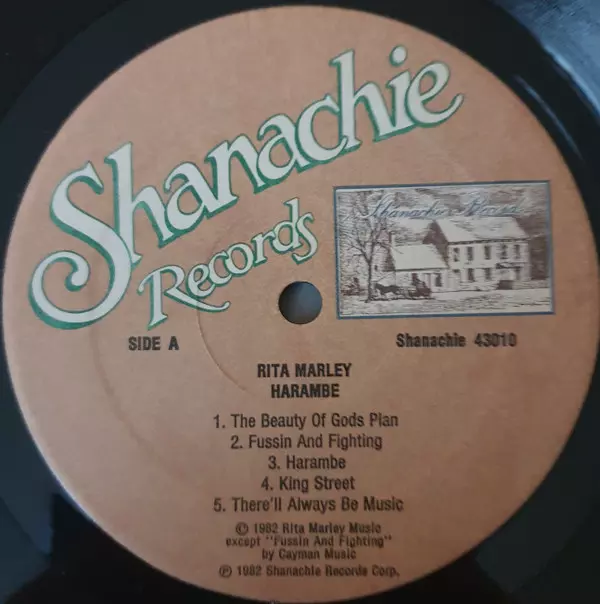 Shanachie
Records
Shanachie Records
SIDE A
Shanachie 43010
RITA MARLEY
HARAMBE
1. The Beauty Of Gods Plan
2. Fussin And Fighting
3. Harambe
4. King Street
5. There'll Always Be Music
© 1982 Rita Marley Music
except "Fussin And Fighting"
by Cayman Music
℗ 1982 Shanachie Records Corp.